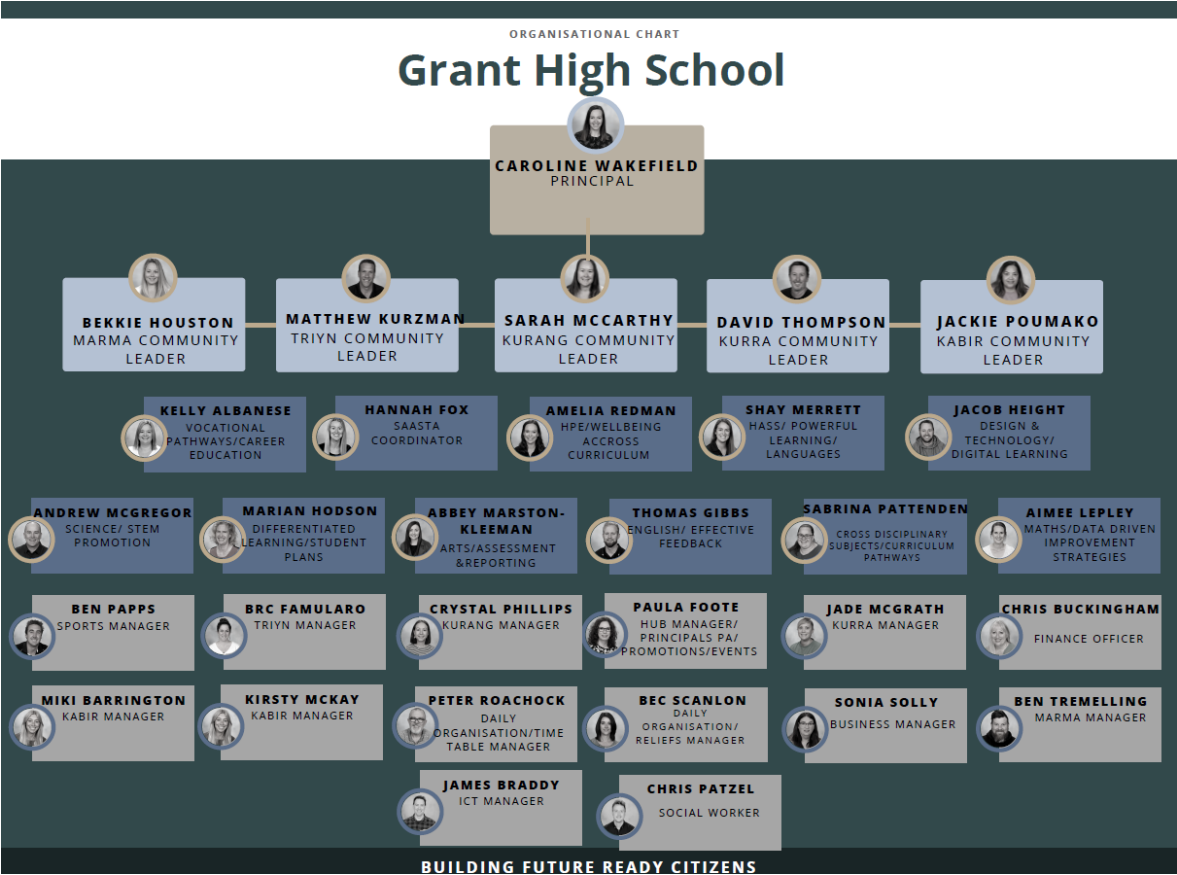 ORGANISATIONAL CHART
Grant High School
CAROLINE WAKEFIELD
PRINCIPAL
BEKKIE HOUSTON
MARMA COMMUNITY
LEADER
MATTHEW KURZMAN
TRIYN COMMUNITY
LEADER
SARAH MCCARTHY
KURANG COMMUNITY
LEADER
DAVID THOMPSON
KURRA COMMUNITY
LEADER
JACKIE POUMAKO
KABIR COMMUNITY
LEADER
KELLY ALBANESE
VOCATIONAL
PATHWAYS/CAREER
EDUCATION
HANNAH FOX
SAASTA
COORDINATOR
AMELIA REDMAN
HPE/WELLBEING
ACCROSS
CURRICULUM
SHAY MERRETT
HASS/ POWERFUL
LEARNING/
LANGUAGES
JACOB HEIGHT
DESIGN &
TECHNOLOGY/
DIGITAL LEARNING
ANDREW MCGREGOR
SCIENCE/ STEM
PROMOTION
MARIAN HODSON
DIFFERENTIATED
LEARNING/STUDENT
PLANS
ABBEY MARSTON-
KLEEMAN
ARTS/ASSESSMENT
&REPORTING
THOMAS GIBBS
ENGLISH/ EFFECTIVE
FEEDBACK
SABRINA PATTENDEN
CROSS DISCIPLINARY
SUBJECTS/CURRICULUM
PATHWAYS
AIMEE LEPLEY
MATHS/DATA DRIVEN
IMPROVEMENT
STRATEGIES
BEN PAPPS
SPORTS MANAGER
BRC FAMULARO
TRIYN MANAGER
CRYSTAL PHILLIPS
KURANG MANAGER
PAULA FOOTE
HUB MANAGER/
PRINCIPALS PA/
PROMOTIONS/EVENTS
JADE MCGRATH
KURRA MANAGER
CHRIS BUCKINGHAM
FINANCE OFFICER
MIKI BARRINGTON
KABIR MANAGER
KIRSTY MCKAY
KABIR MANAGER
PETER ROACHOCK
DAILY
ORGANISATION/TIME
TABLE MANAGER
BEC SCANLON
DAILY
ORGANISATION/
RELIEFS MANAGER
SONIA SOLLY
BUSINESS MANAGER
BEN TREMELLING
MARMA MANAGER
JAMES BRADDY
ICT MANAGER
CHRIS PATZEL
SOCIAL WORKER
BUILDING FUTURE READY CITIZENS